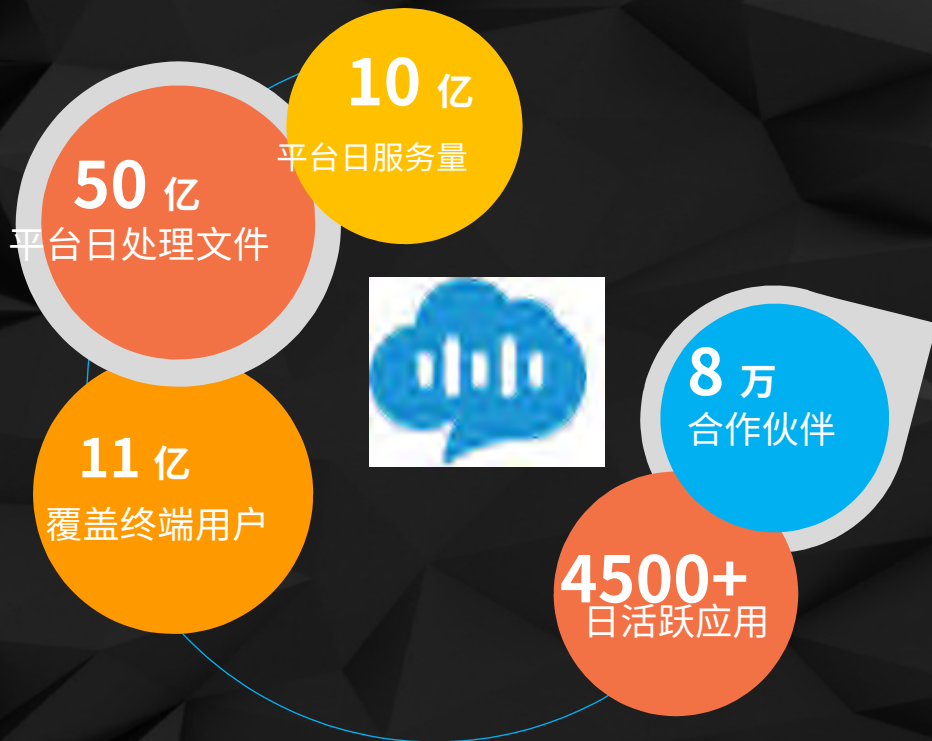 10 亿
平台日服务量
50 亿
平台日处理文件
8 万
合作伙伴
11 亿
覆盖终端用户
4500+
日活跃应用